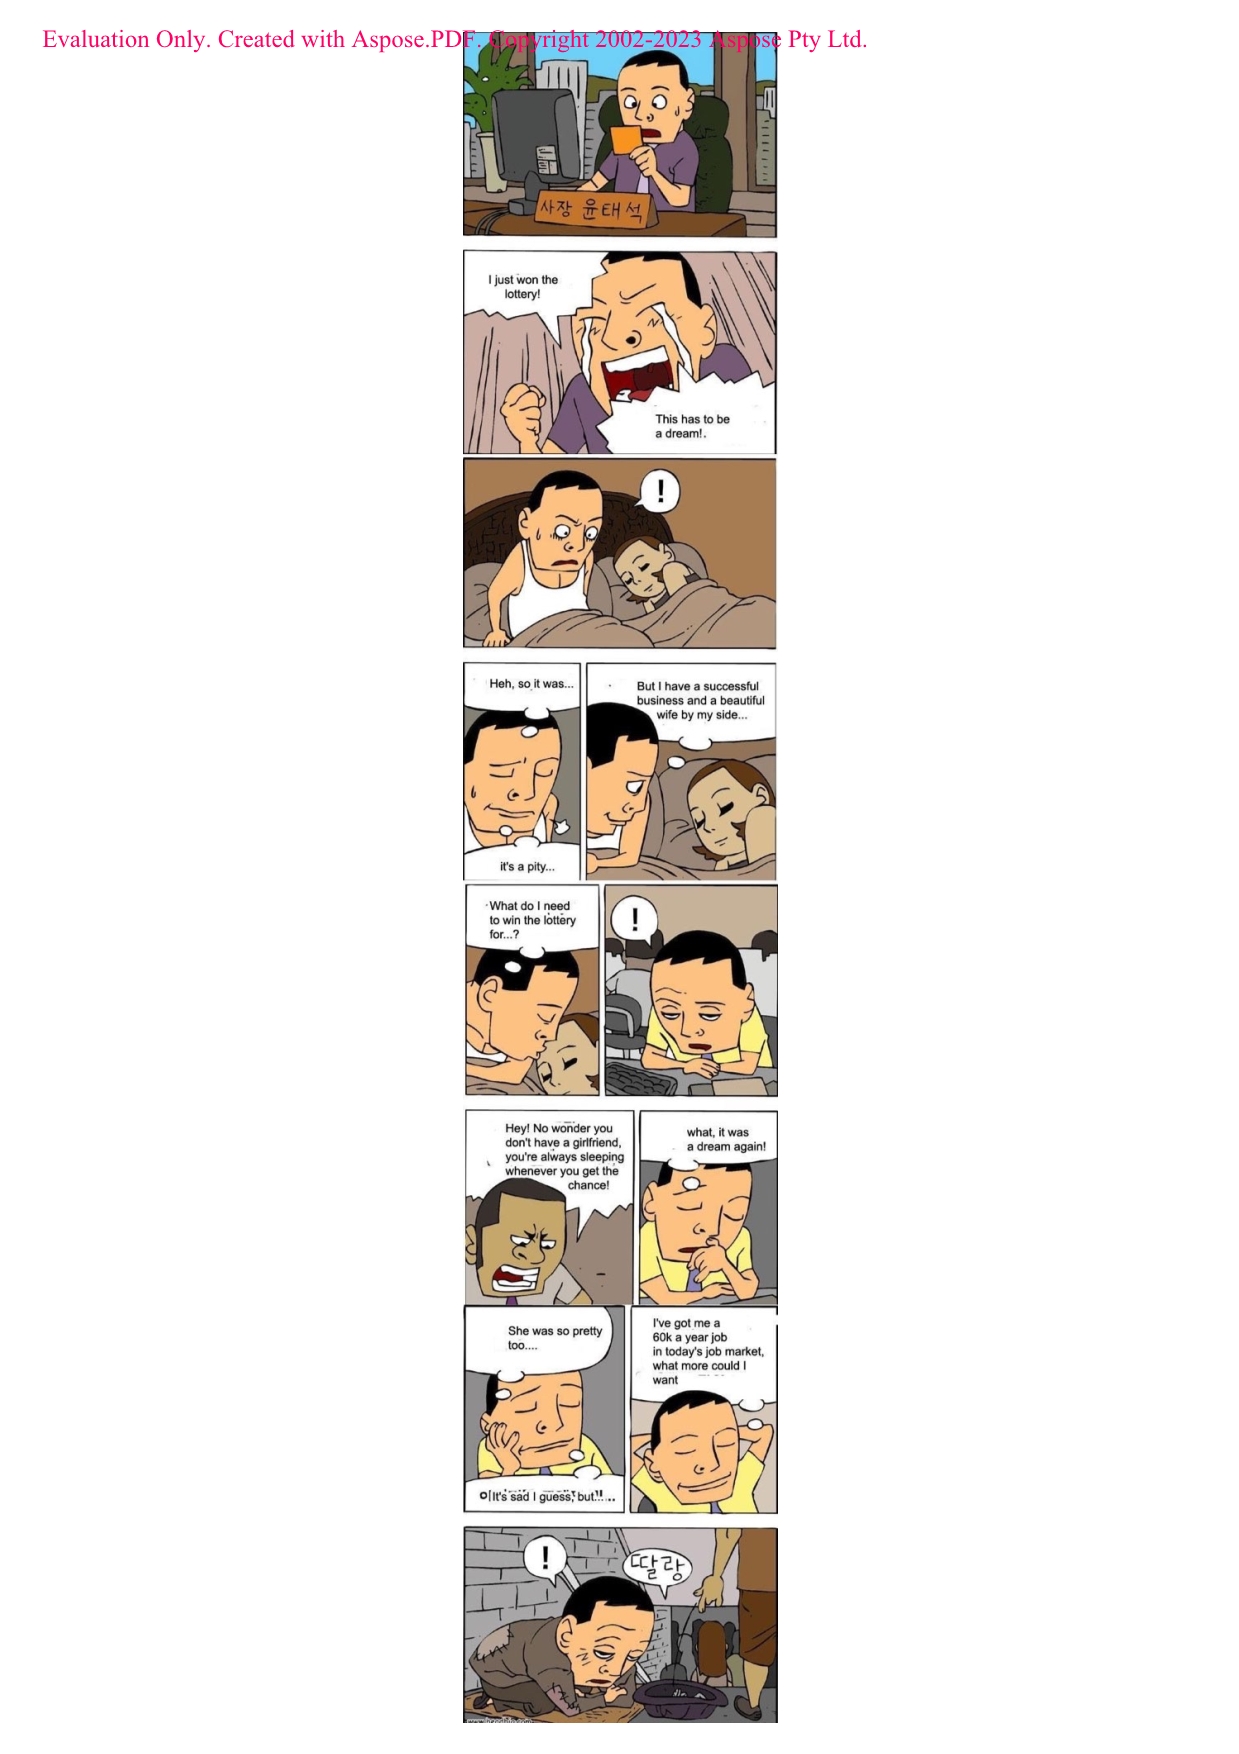 Evaluation Only. Created with Aspose.PDF. Copyright 2002-2023 Aspose Pty Ltd.
사장 윤태석
I just won the
lottery!
This has to be
a dream!.
!
Heh, so it was...
it's a pity...
But I have a successful
business and a beautiful
wife by my side...
What do I need
to win the lottery
for...?
!
Hey! No wonder you
don't have a girlfriend,
you're always sleeping
whenever you get the
chance!
what, it was
a dream again!
She was so pretty
too....
It's sad I guess, but.....
I've got me a
60k a year job
in today's job market,
what more could I
want
!
딸랑